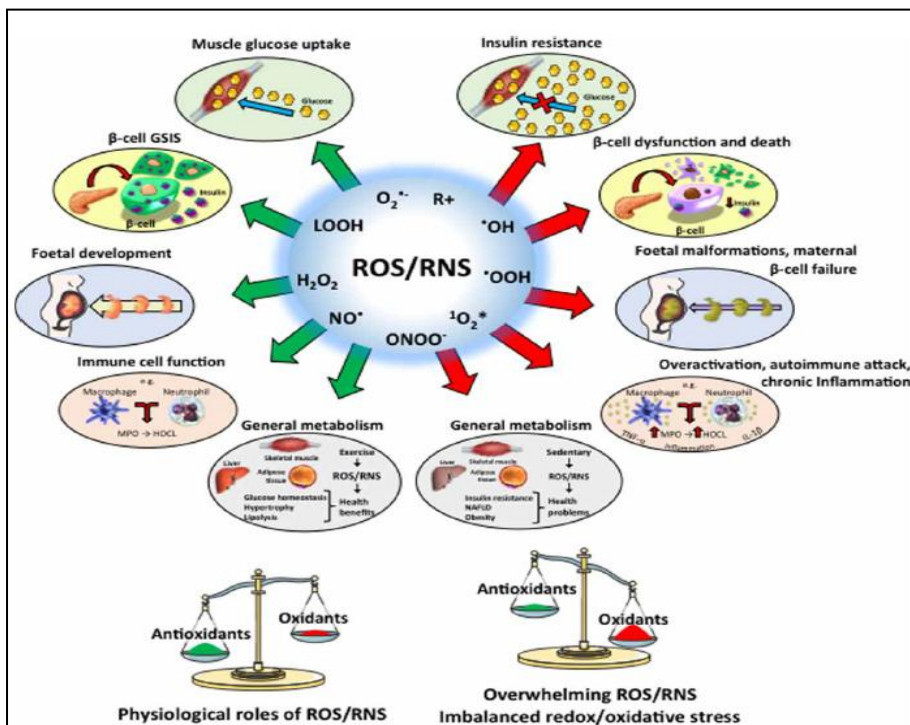 Muscle glucose uptake
Glucose
Insulin resistance
Glucose
β-cell GSIS
Insulin
β-cell
β-cell dysfunction and death
Insulin
β-cell
O₂•- R+
LOOH •OH
ROS/RNS
H₂O₂ •OOH
NO• ¹O₂*
ONOO⁻
Foetal development
Foetal malformations, maternal
β-cell failure
Immune cell function
e.g.
Macrophage Neutrophil
MPO → HOCL
Overactivation, autoimmune attack,
chronic Inflammation
e.g.
Macrophage Neutrophil
MPO → HOCL
TNF-α Inflammation IL-1β
General metabolism
Skeletal muscle
Liver
Adipose
tissue
Exercise
ROS/RNS
Glucose homeostosis
Hypertrophy
Lipolysis
Health
benefits
General metabolism
Skeletal muscle
Liver
Adipose
tissue
Sedentary
ROS/RNS
Insulin resistance
NAFLD
Obesity
Health
problems
Antioxidants
Oxidants
Physiological roles of ROS/RNS
Antioxidants
Oxidants
Overwhelming ROS/RNS
Imbalanced redox/oxidative stress